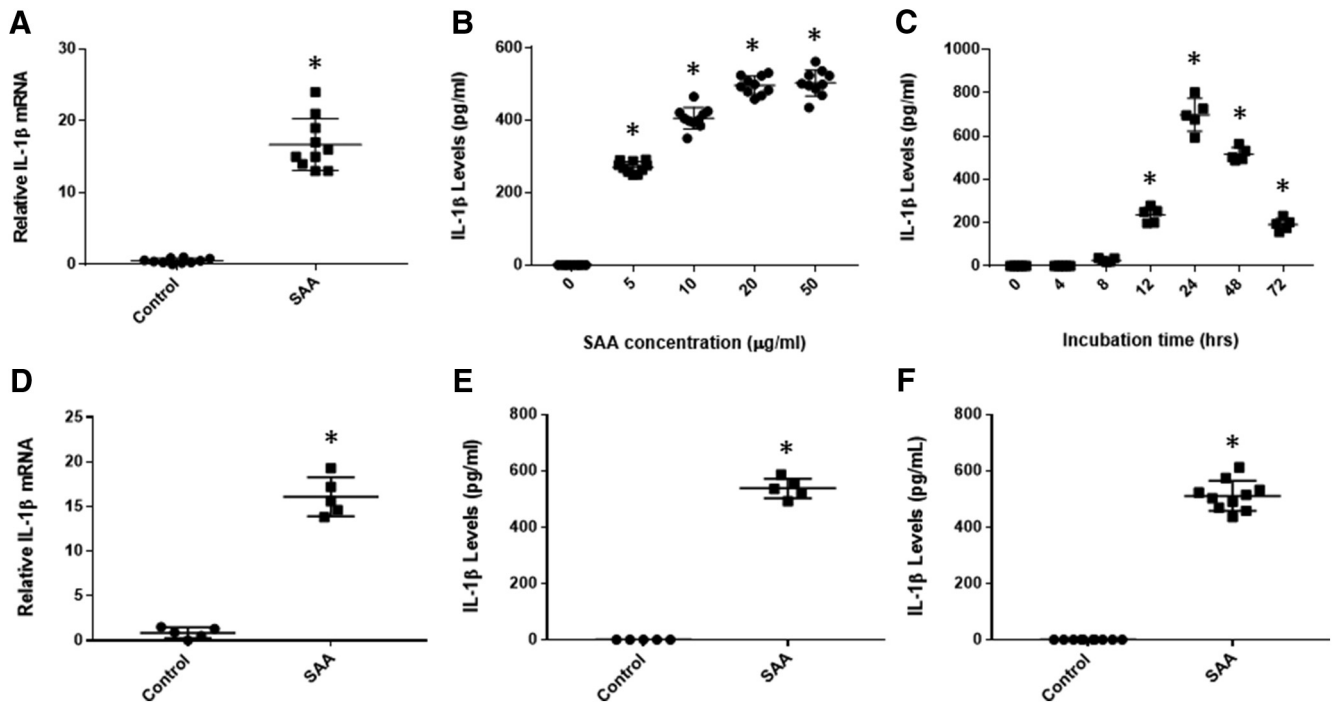 A
Relative IL-1β mRNA
30
20
10
0
*
Control
SAA
B
IL-1β Levels (pg/ml)
600
400
200
0
*
*
*
*
0
5
10
20
50
SAA concentration (μg/ml)
C
IL-1β Levels (pg/ml)
1000
800
600
400
200
0
*
*
*
*
0
4
8
12
24
48
72
Incubation time (hrs)
D
Relative IL-1β mRNA
25
20
15
10
5
0
*
Control
SAA
E
IL-1β Levels (pg/ml)
800
600
400
200
0
*
Control
SAA
F
IL-1β Levels (pg/mL)
800
600
400
200
0
*
Control
SAA